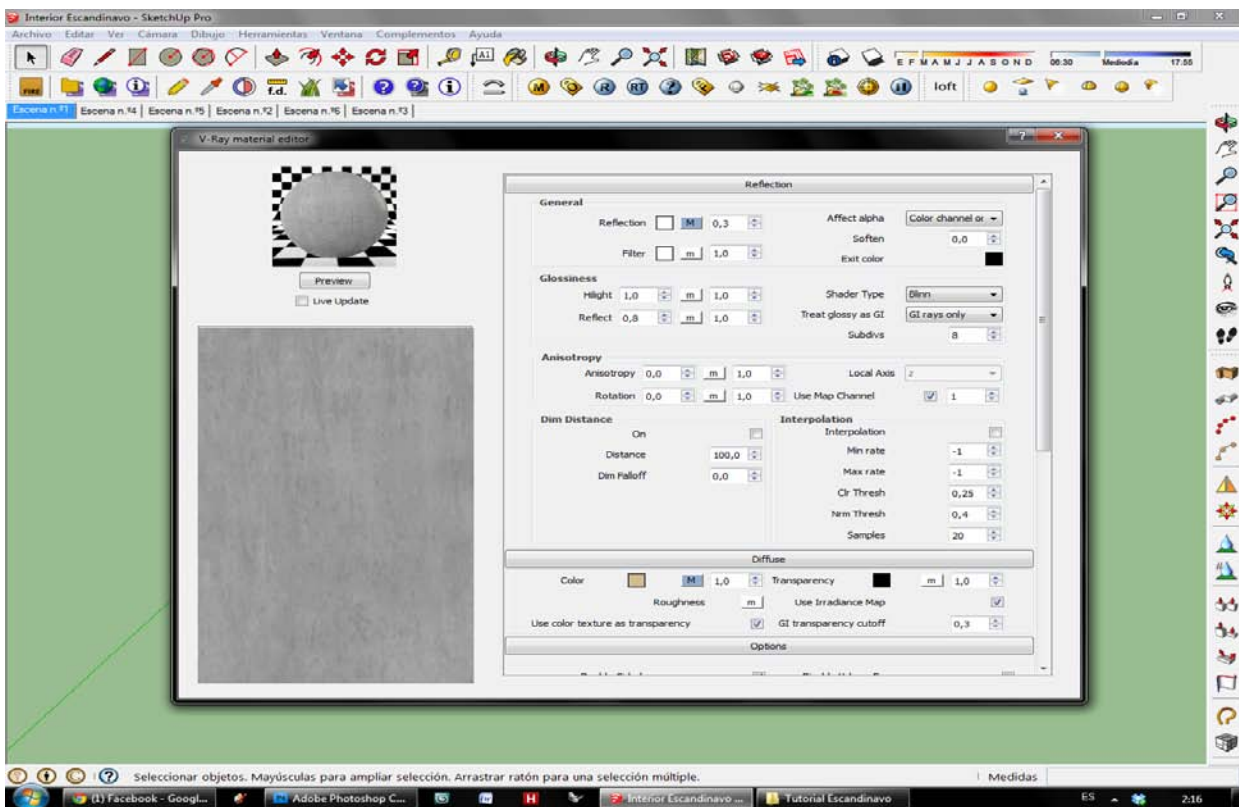 Interior Escandinavo - SketchUp Pro
Archivo Editar Ver Cámara Dibujo Herramientas Ventana Complementos Ayuda
E F M A M J J A S O N D 06:30 Mediodía 17:55
f.d. M R RT loft
Escena n.º1 Escena n.º4 Escena n.º5 Escena n.º2 Escena n.º6 Escena n.º3
V-Ray material editor
Preview
Live Update
Reflection
General
Reflection M 0,3 Affect alpha Color channel or
Soften 0,0
Filter m 1,0 Exit color
Glossiness
Hilight 1,0 m 1,0 Shader Type Blinn
Reflect 0,8 m 1,0 Treat glossy as GI GI rays only
Subdivs 8
Anisotropy
Anisotropy 0,0 m 1,0 Local Axis z
Rotation 0,0 m 1,0 Use Map Channel 1
Dim Distance Interpolation
On Interpolation
Distance 100,0 Min rate -1
Dim Falloff 0,0 Max rate -1
Clr Thresh 0,25
Nrm Thresh 0,4
Samples 20
Diffuse
Color M 1,0 Transparency m 1,0
Roughness m Use Irradiance Map
Use color texture as transparency GI transparency cutoff 0,3
Options
Seleccionar objetos. Mayúsculas para ampliar selección. Arrastrar ratón para una selección múltiple. Medidas
(1) Facebook - Googl... Adobe Photoshop C... Interior Escandinavo ... Tutorial Escandinavo ES 2:16